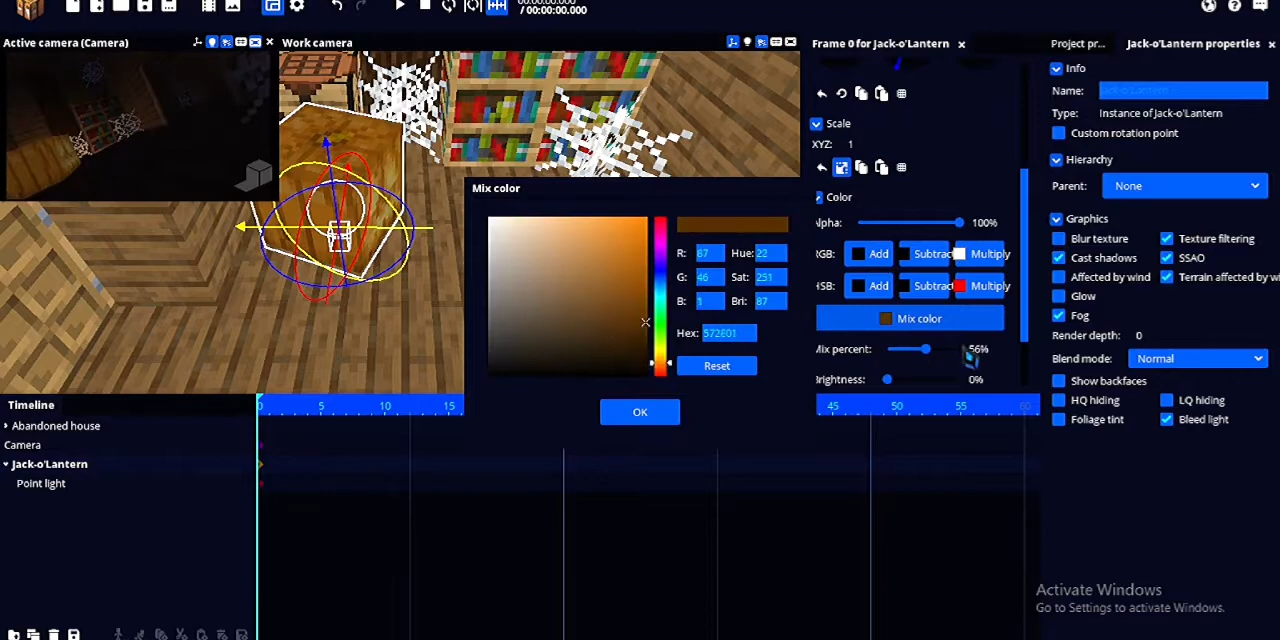 / 00:00:00.000
Active camera (Camera)
Work camera
Frame 0 for Jack-o'Lantern
Project pr...
Jack-o'Lantern properties
Info
Name:
Type: Instance of Jack-o'Lantern
Custom rotation point
Hierarchy
Parent: None
Graphics
Blur texture
Texture filtering
Cast shadows
SSAO
Affected by wind
Terrain affected by wi
Glow
Fog
Render depth: 0
Blend mode: Normal
Show backfaces
HQ hiding
LQ hiding
Foliage tint
Bleed light
Scale
XYZ: 1
Color
Alpha: 100%
RGB: Add Subtrac Multiply
HSB: Add Subtrac Multiply
Mix color
Mix percent: 56%
Brightness: 0%
Mix color
R: 87 Hue: 22
G: 46 Sat: 251
B: 1 Bri: 87
Hex: 572E01
Reset
OK
Timeline
0 5 10 15 45 50 55 60
Abandoned house
Camera
Jack-o'Lantern
Point light
Activate Windows
Go to Settings to activate Windows.